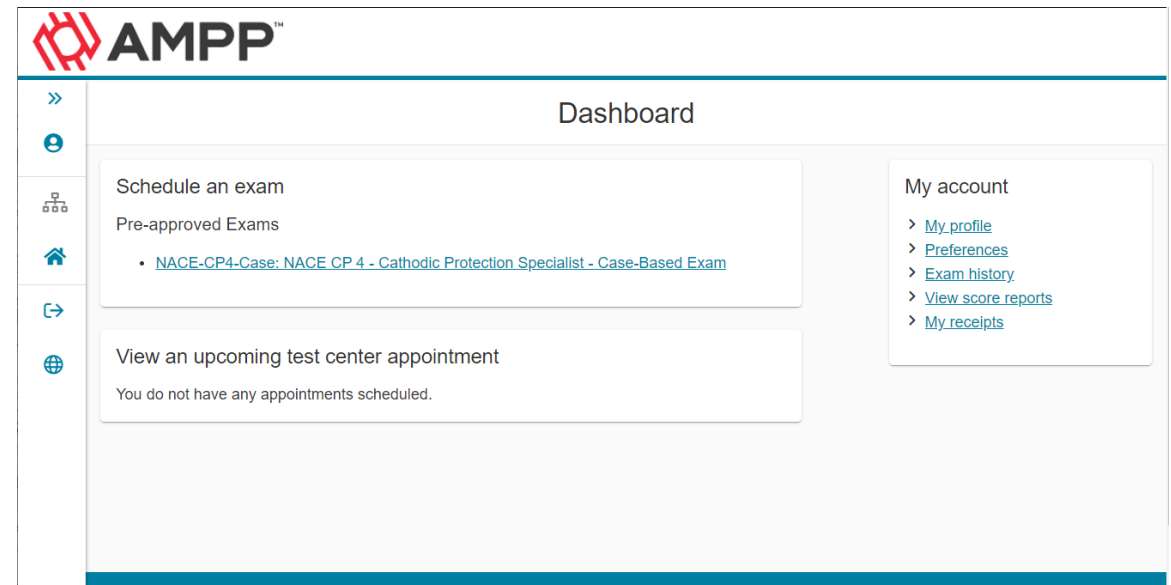 AMPP™
Dashboard
Schedule an exam
Pre-approved Exams
• NACE-CP4-Case: NACE CP 4 - Cathodic Protection Specialist - Case-Based Exam
View an upcoming test center appointment
You do not have any appointments scheduled.
My account
My profile
Preferences
Exam history
View score reports
My receipts